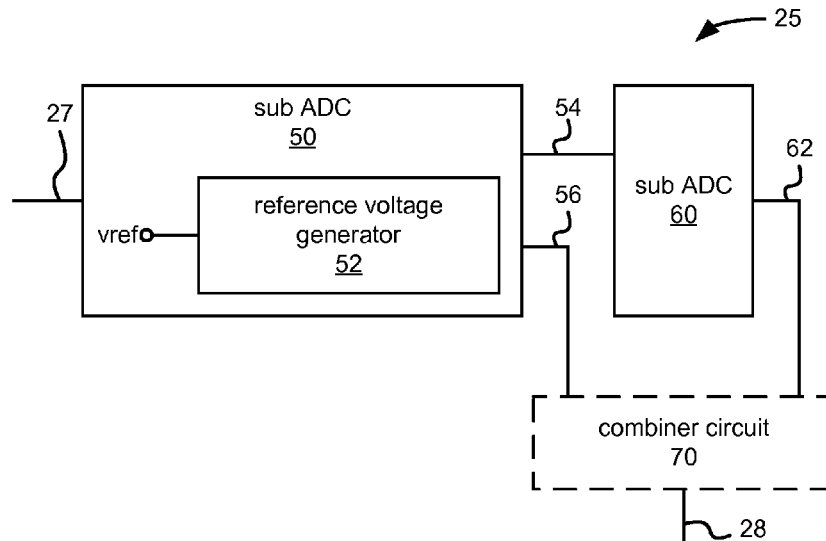 25
27
sub ADC
50
54
62
sub ADC
60
reference voltage
generator
52
vref
56
combiner circuit
70
28